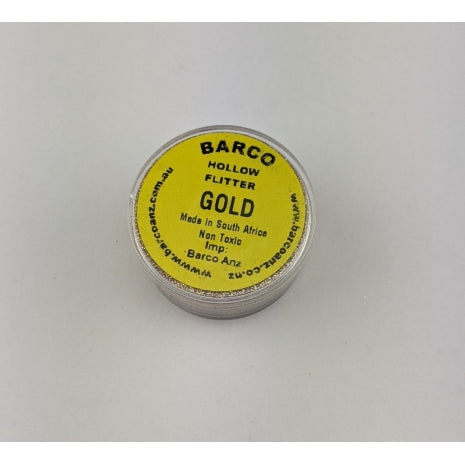 BARCO
HOLLOW
FLITTER
GOLD
Made in South Africa
Non Toxic
Imp:
Barco Anz
www.barcoanz.com.au
www.barcoanz.co.nz